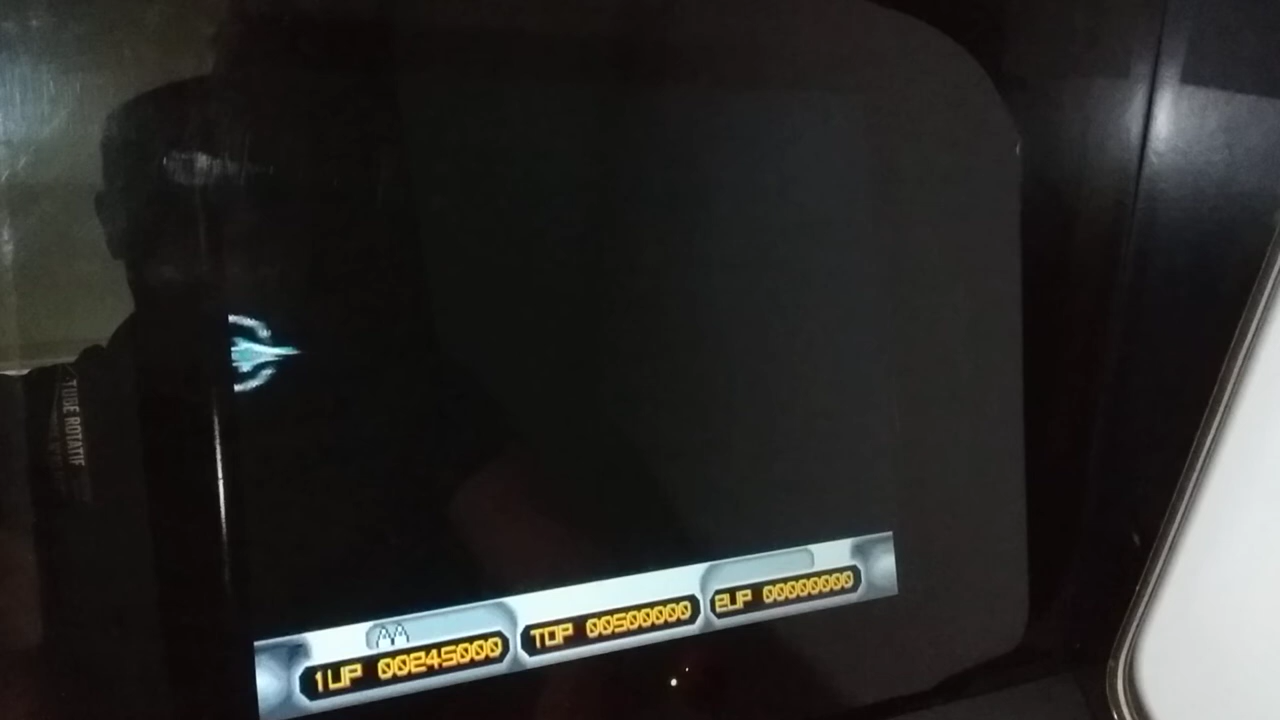 TUBE ROTATIF
1UP 00245000
TOP 00500000
2UP 00000000